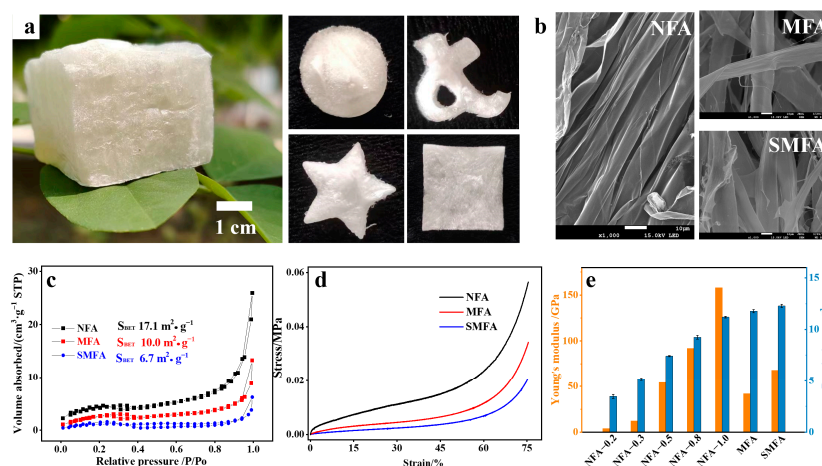 a
1 cm
b
NFA
x1,000 15.0kV LED 10μm
MFA
SMFA
c
Volume absorbed/(cm³·g⁻¹ STP)
30
20
10
0
NFA SBET 17.1 m²·g⁻¹
MFA SBET 10.0 m²·g⁻¹
SMFA SBET 6.7 m²·g⁻¹
0.0 0.2 0.4 0.6 0.8 1.0
Relative pressure /P/Po
d
Stress/MPa
0.06
0.04
0.02
0.00
NFA
MFA
SMFA
0 15 30 45 60 75
Strain/%
e
Young's modulus /GPa
150
100
50
0
15
10
5
0
NFA-0.2
NFA-0.3
NFA-0.5
NFA-0.8
NFA-1.0
MFA
SMFA